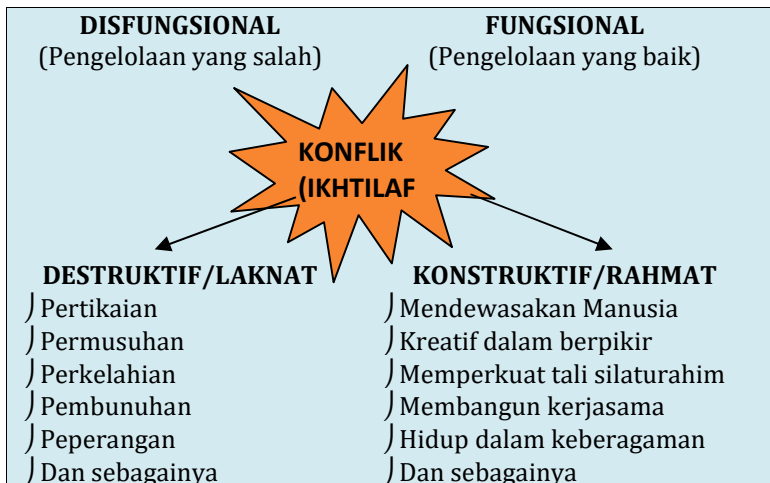 DISFUNGSIONAL
(Pengelolaan yang salah)
FUNGSIONAL
(Pengelolaan yang baik)
KONFLIK
(IKHTILAF
DESTRUKTIF/LAKNAT
Pertikaian
Permusuhan
Perkelahian
Pembunuhan
Peperangan
Dan sebagainya
KONSTRUKTIF/RAHMAT
Mendewasakan Manusia
Kreatif dalam berpikir
Memperkuat tali silaturahim
Membangun kerjasama
Hidup dalam keberagaman
Dan sebagainya